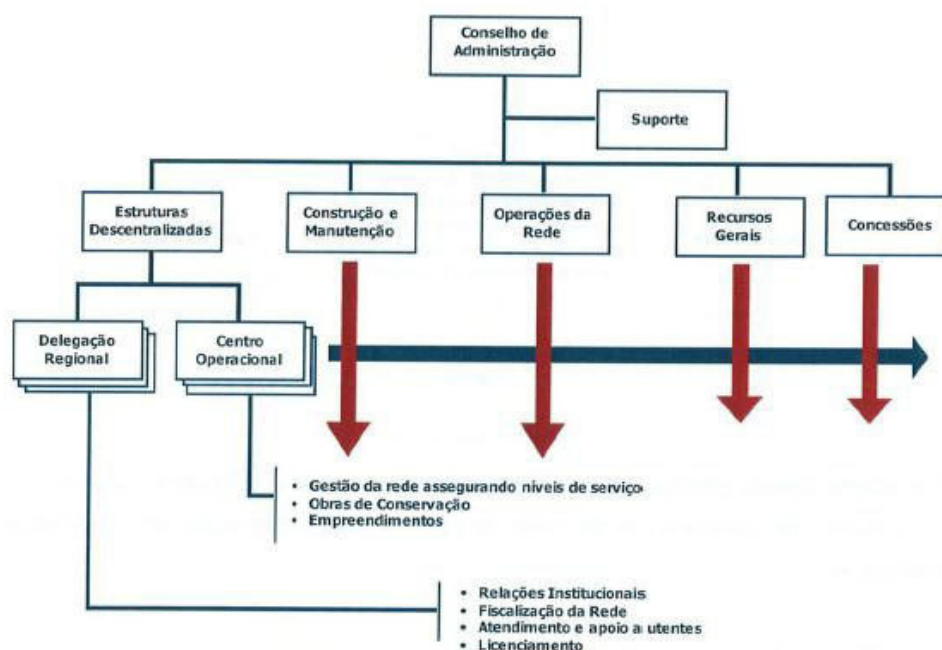 Conselho de
Administração
Suporte
Estruturas
Descentralizadas
Construção e
Manutenção
Operações da
Rede
Recursos
Gerais
Concessões
Delegação
Regional
Centro
Operacional
• Gestão da rede assegurando níveis de serviço
• Obras de Conservação
• Empreendimentos
• Relações Institucionais
• Fiscalização da Rede
• Atendimento e apoio a utentes
• Licenciamento